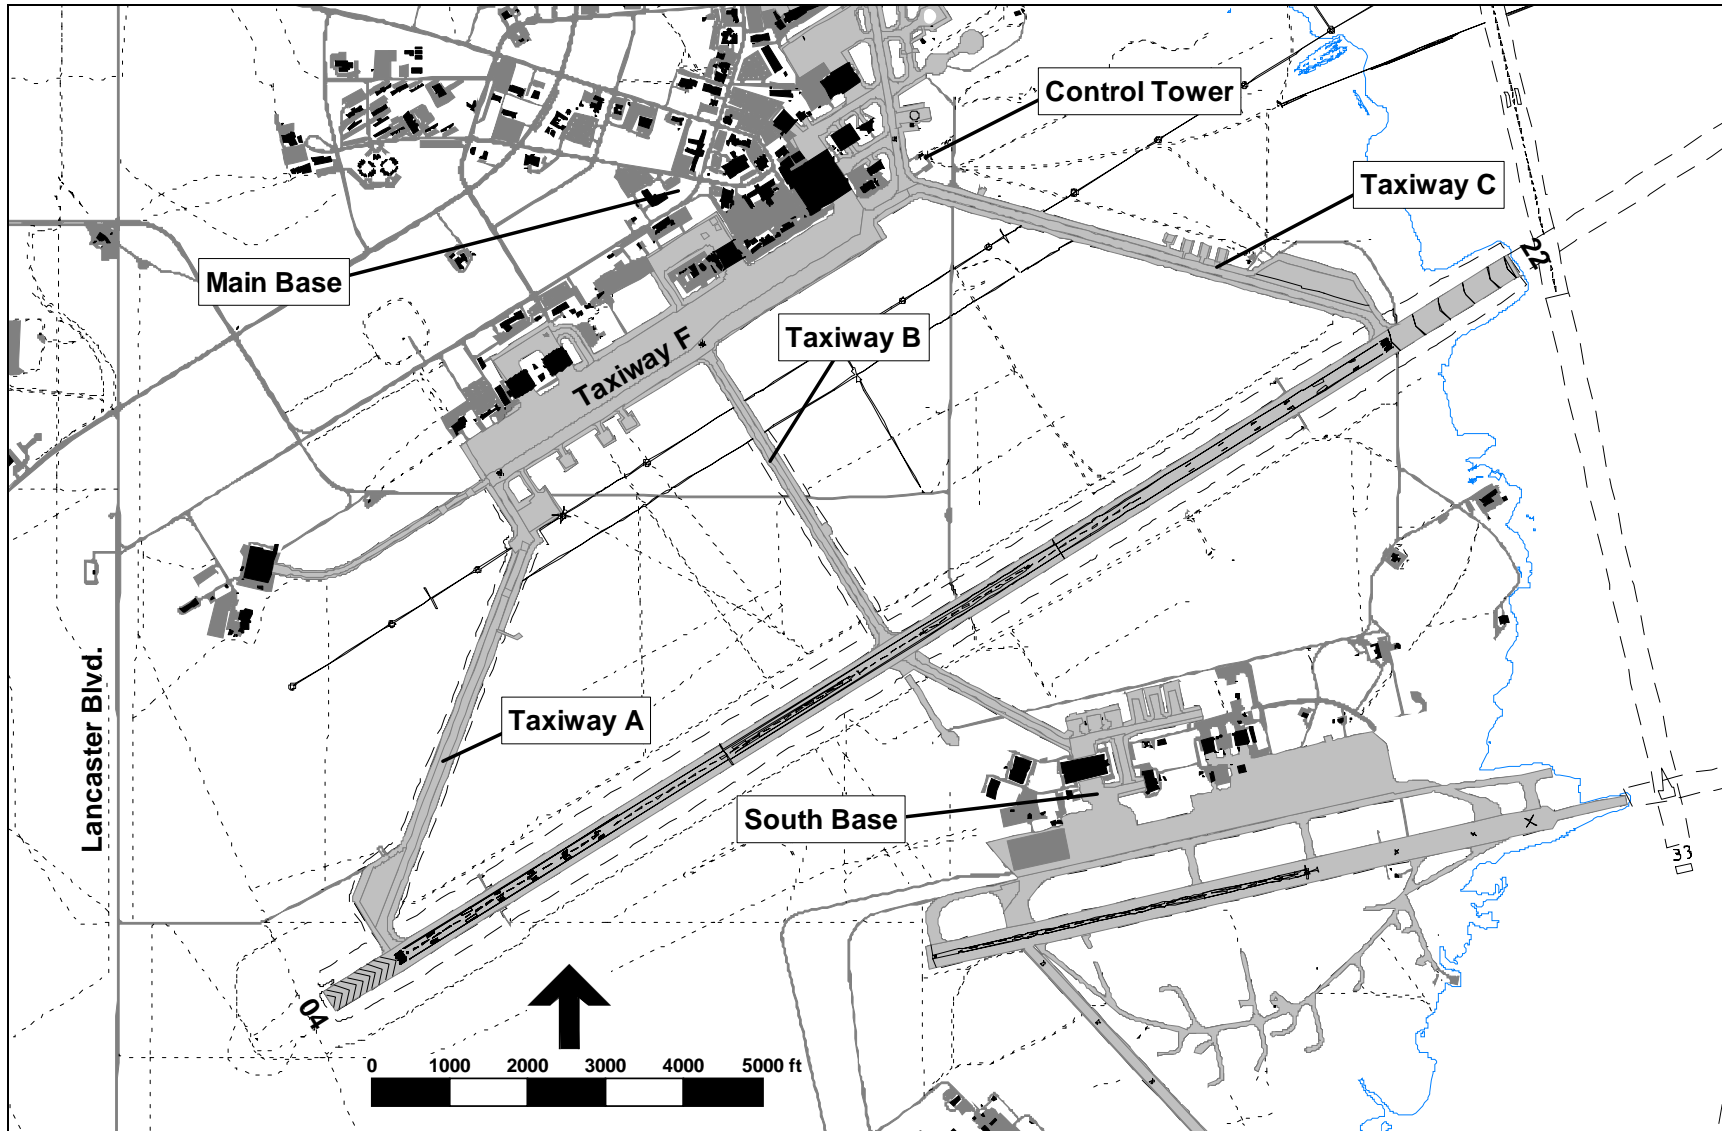 Control Tower
Taxiway C
22
Main Base
Taxiway B
Taxiway F
Lancaster Blvd.
Taxiway A
South Base
33
04
0 1000 2000 3000 4000 5000 ft